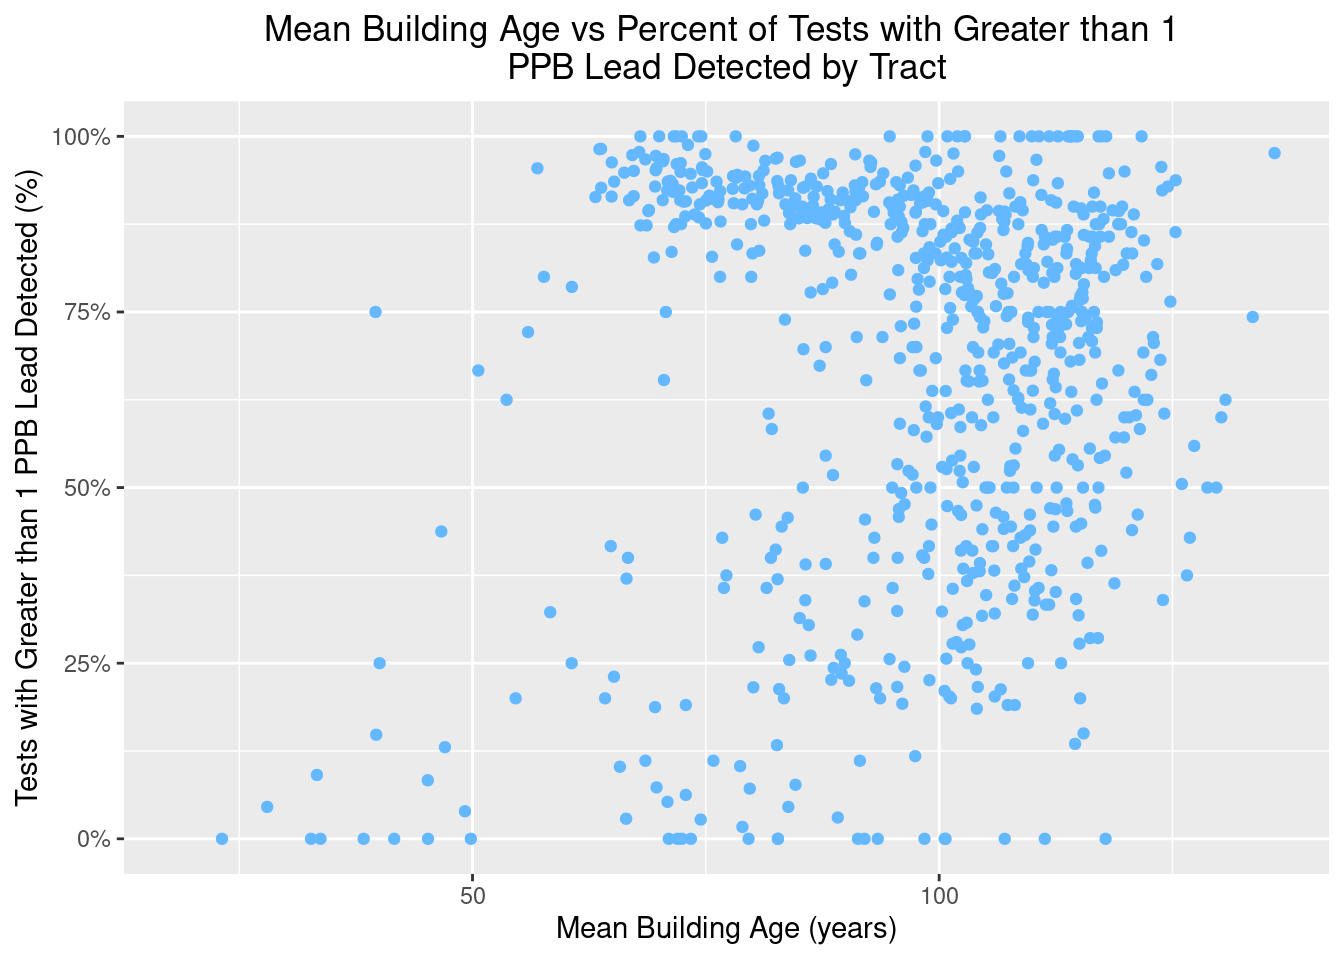 Mean Building Age vs Percent of Tests with Greater than 1
PPB Lead Detected by Tract
Tests with Greater than 1 PPB Lead Detected (%)
100%
75%
50%
25%
0%
50
100
Mean Building Age (years)